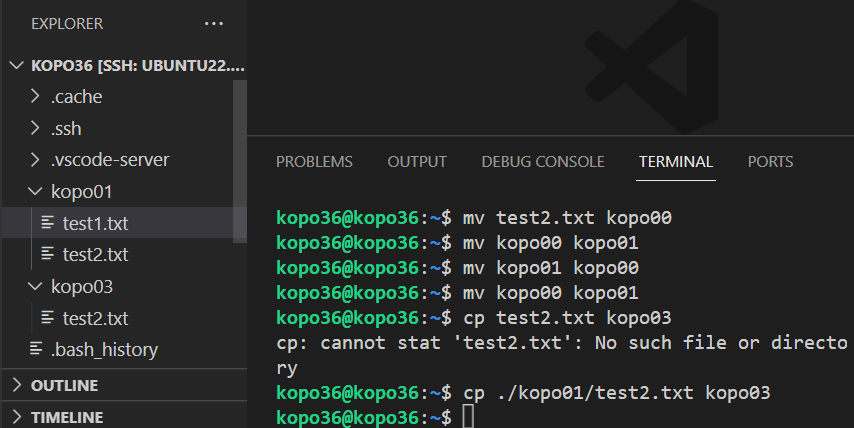 EXPLORER
KOPO36 [SSH: UBUNTU22....
.cache
.ssh
.vscode-server
kopo01
test1.txt
test2.txt
kopo03
test2.txt
.bash_history
OUTLINE
TIMELINE
PROBLEMS OUTPUT DEBUG CONSOLE TERMINAL PORTS
kopo36@kopo36:~$ mv test2.txt kopo00
kopo36@kopo36:~$ mv kopo00 kopo01
kopo36@kopo36:~$ mv kopo01 kopo00
kopo36@kopo36:~$ mv kopo00 kopo01
kopo36@kopo36:~$ cp test2.txt kopo03
cp: cannot stat 'test2.txt': No such file or directo
ry
kopo36@kopo36:~$ cp ./kopo01/test2.txt kopo03
kopo36@kopo36:~$